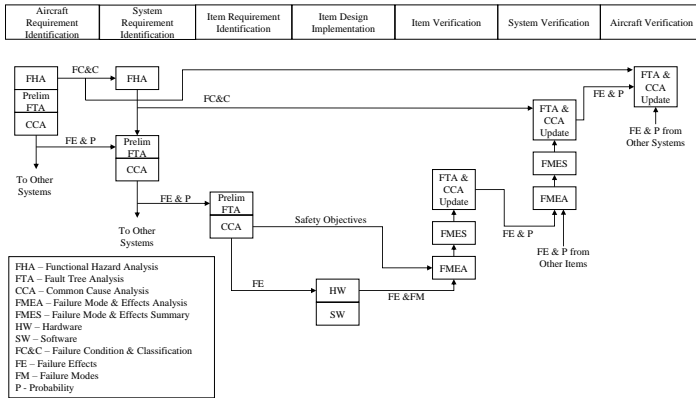 Aircraft
Requirement
Identification
System
Requirement
Identification
Item Requirement
Identification
Item Design
Implementation
Item Verification
System Verification
Aircraft Verification
FHA
Prelim
FTA
CCA
FC&C
FHA
FC&C
FE & P
Prelim
FTA
CCA
To Other
Systems
FE & P
To Other
Systems
Prelim
FTA
CCA
Safety Objectives
FE
HW
SW
FE &FM
FTA &
CCA
Update
FMES
FMEA
FE & P
FTA &
CCA
Update
FMES
FMEA
FE & P from
Other Items
FE & P
FTA &
CCA
Update
FE & P from
Other Systems
FHA – Functional Hazard Analysis
FTA – Fault Tree Analysis
CCA – Common Cause Analysis
FMEA – Failure Mode & Effects Analysis
FMES – Failure Mode & Effects Summary
HW – Hardware
SW – Software
FC&C – Failure Condition & Classification
FE – Failure Effects
FM – Failure Modes
P - Probability